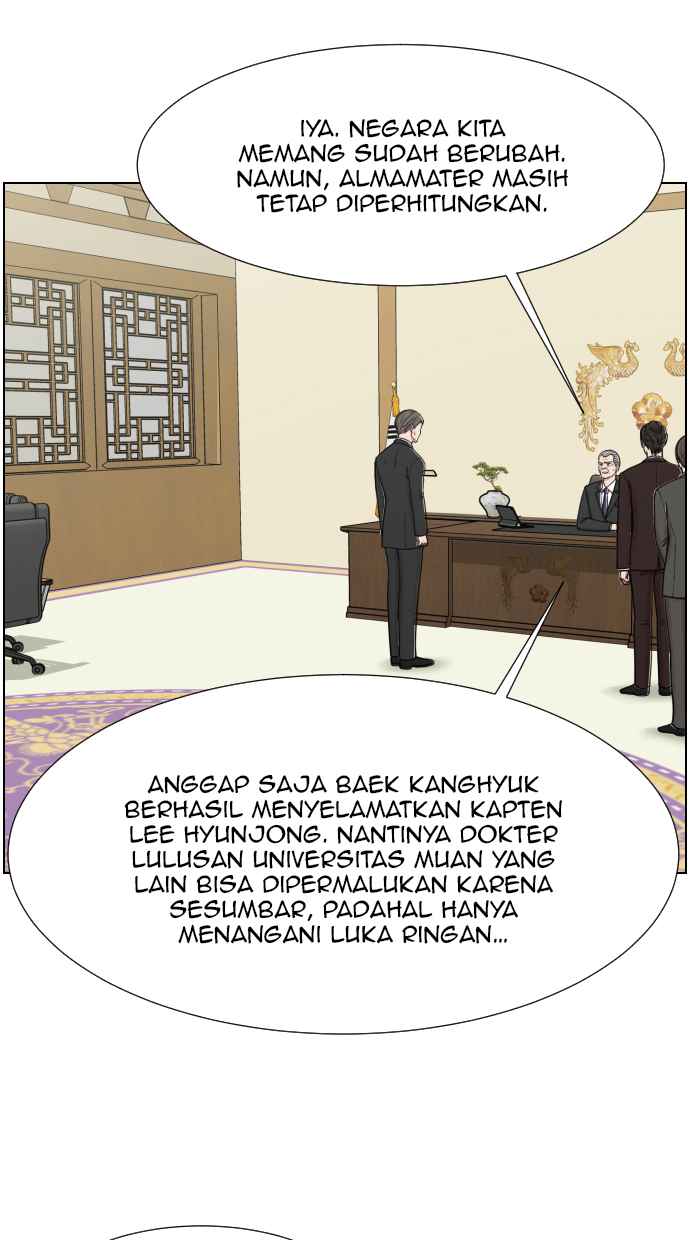 IYA. NEGARA KITA
MEMANG SUDAH BERUBAH.
NAMUN, ALMAMATER MASIH
TETAP DIPERHITUNGKAN.
ANGGAP SAJA BAEK KANGHYUK
BERHASIL MENYELAMATKAN KAPTEN
LEE HYUNJONG. NANTINYA DOKTER
LULUSAN UNIVERSITAS MUAN YANG
LAIN BISA DIPERMALUKAN KARENA
SESUMBAR, PADAHAL HANYA
MENANGANI LUKA RINGAN...